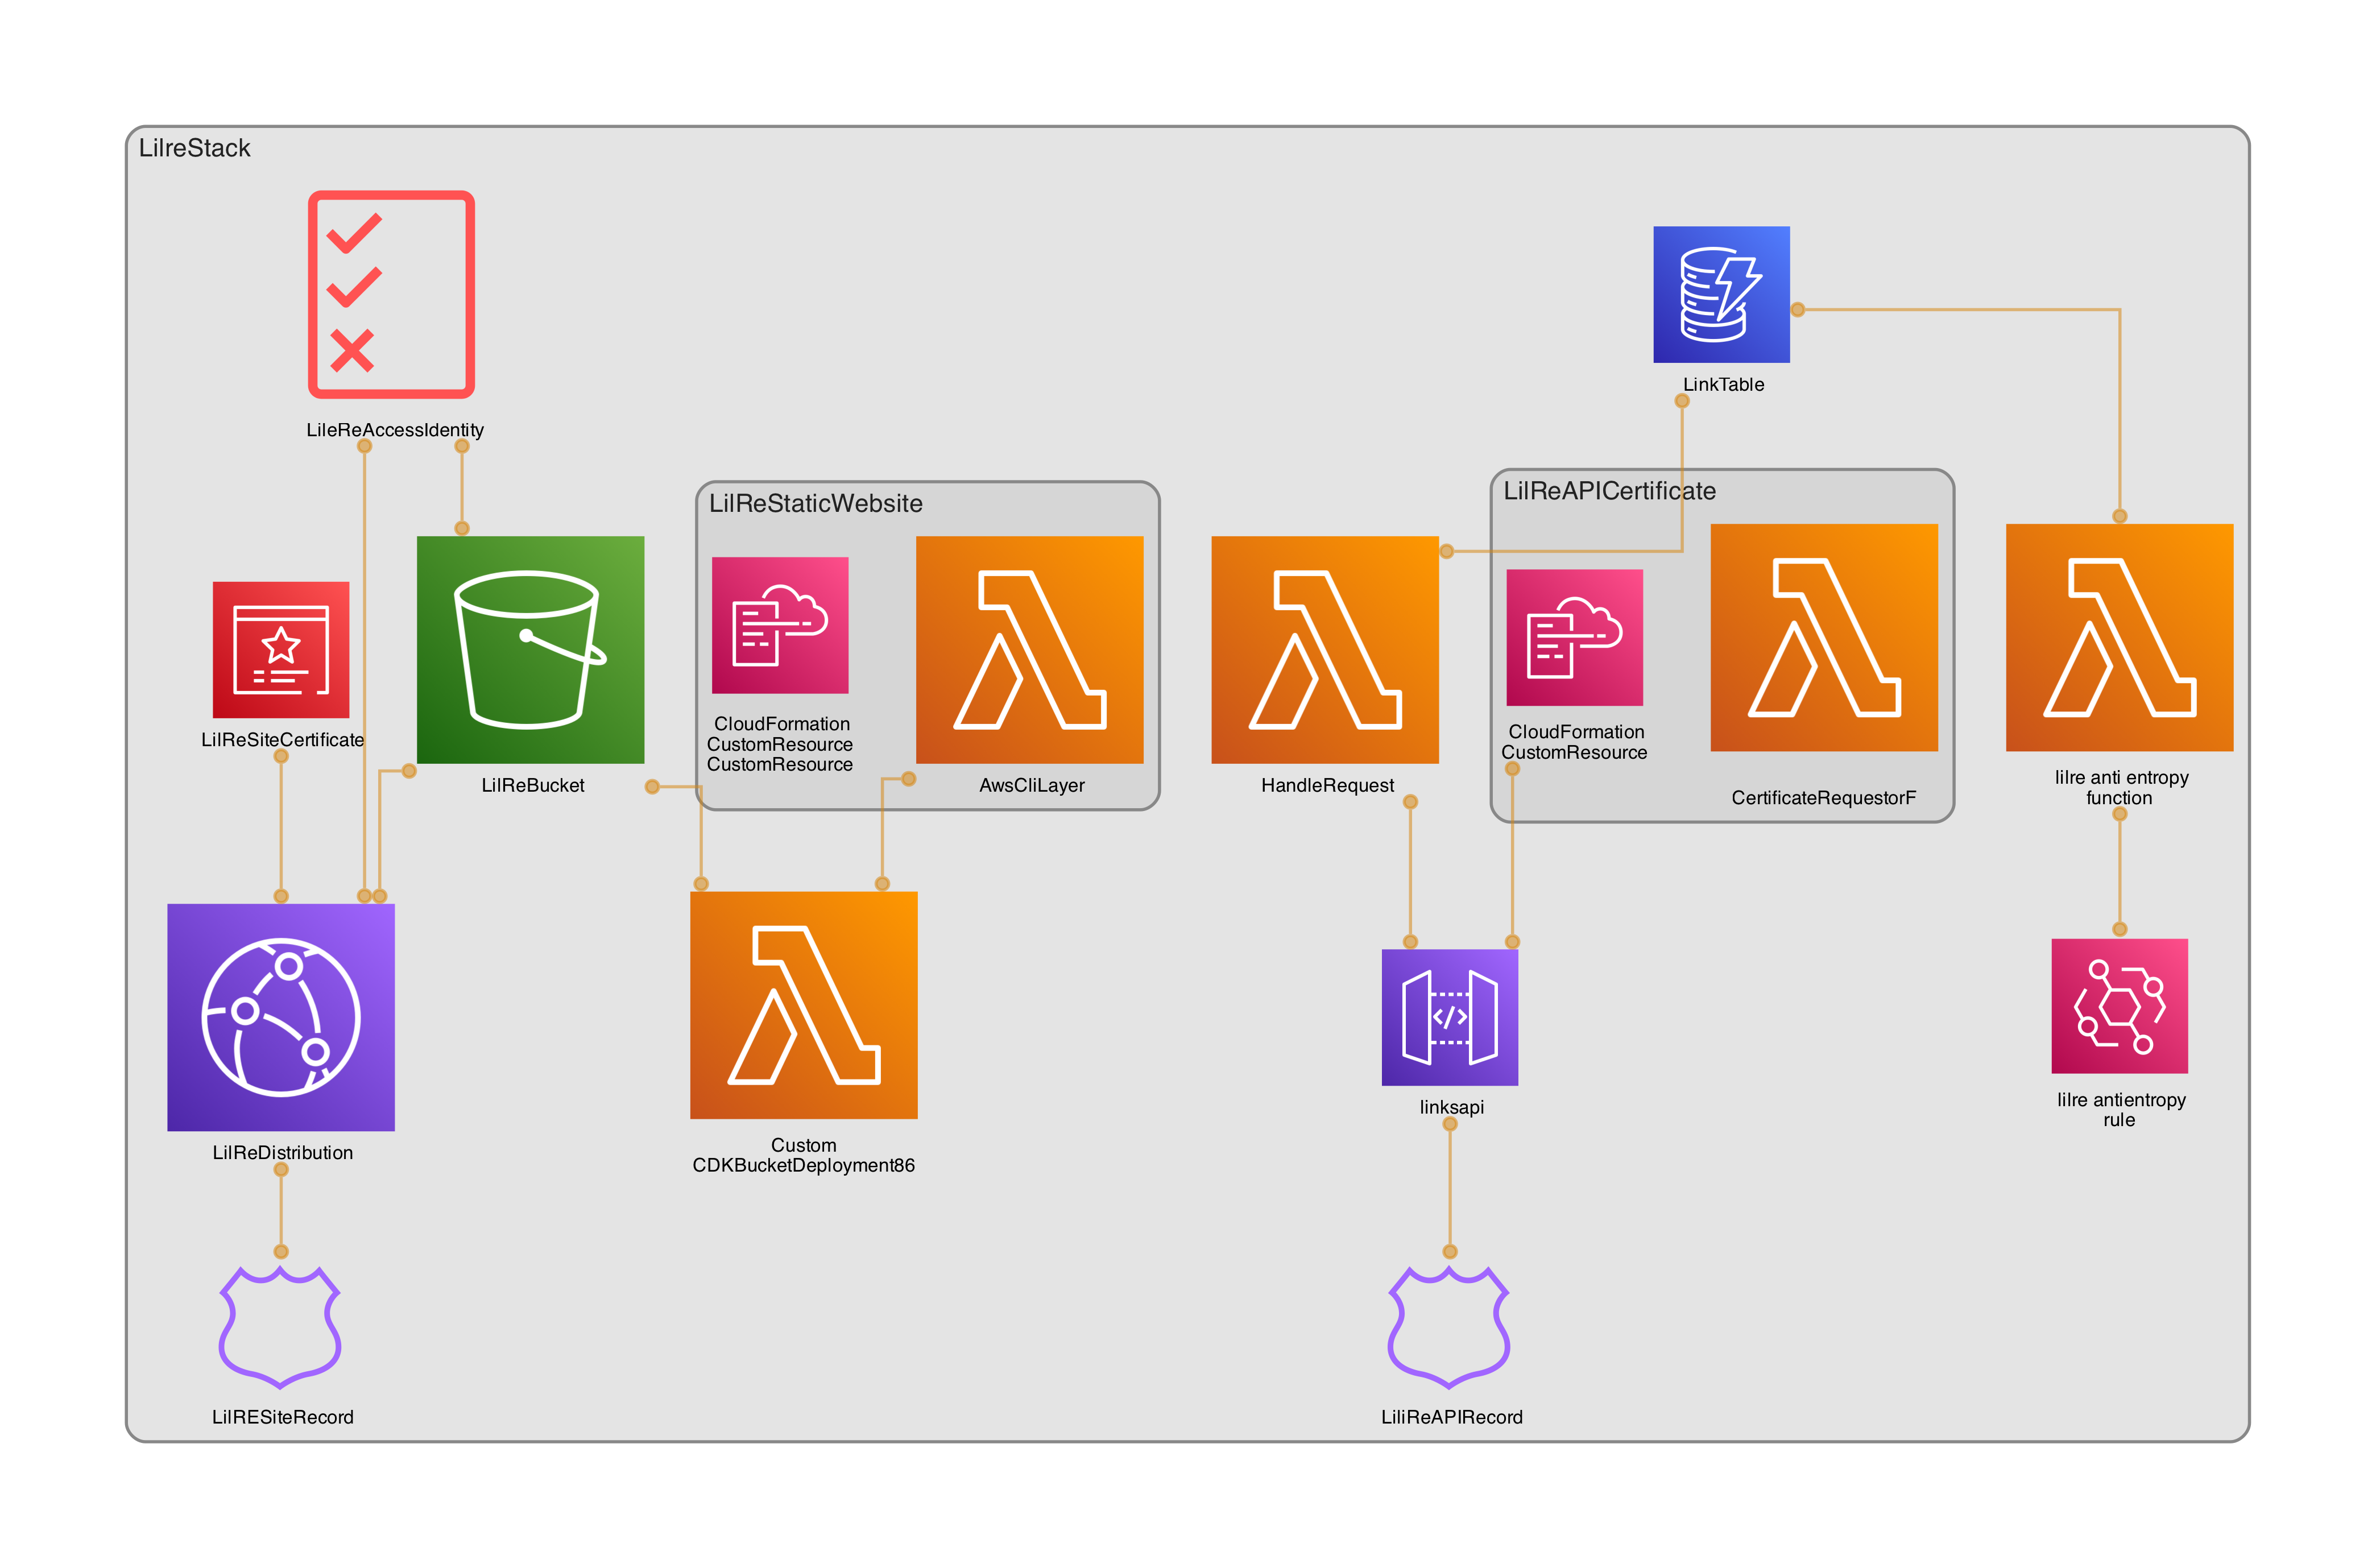 LilreStack
LileReAccessIdentity
LinkTable
LilReStaticWebsite
LilReAPICertificate
LilReSiteCertificate
LilReBucket
CloudFormation
CustomResource
CustomResource
AwsCliLayer
HandleRequest
CloudFormation
CustomResource
CertificateRequestorF
lilre anti entropy
function
LilReDistribution
Custom
CDKBucketDeployment86
linksapi
lilre antientropy
rule
LilRESiteRecord
LiliReAPIRecord